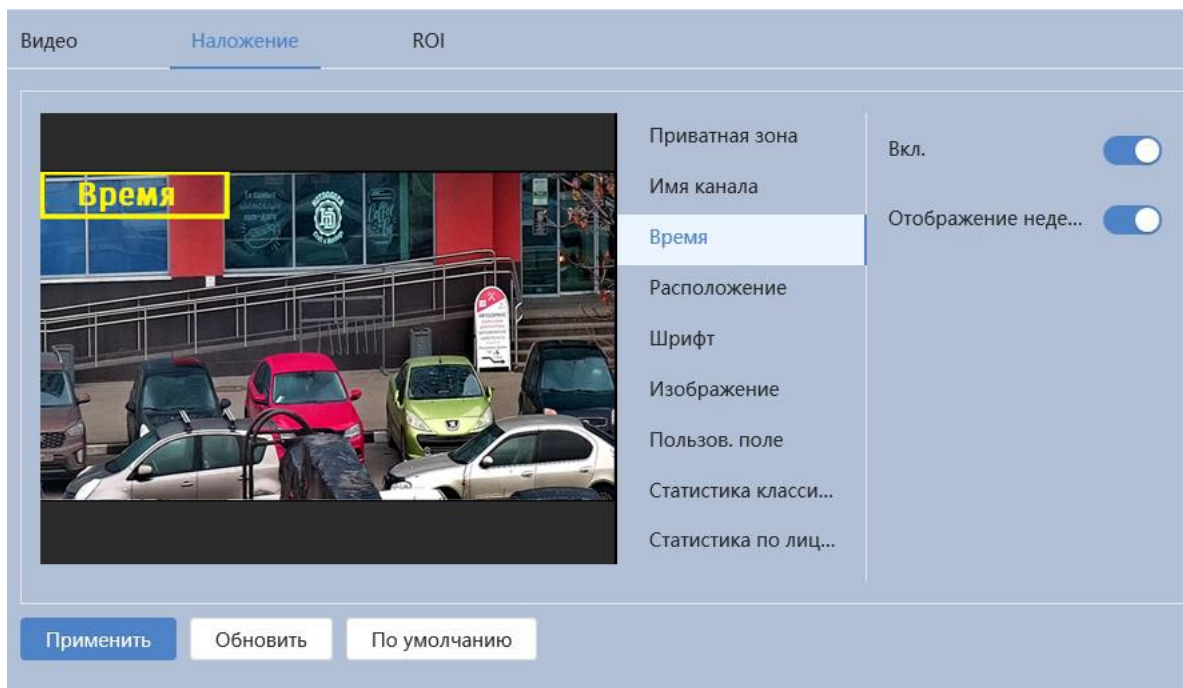 Видео
Наложение
ROI
Время
Приватная зона
Имя канала
Время
Расположение
Шрифт
Изображение
Пользов. поле
Статистика класси...
Статистика по лиц...
Вкл.
Отображение неде...
Применить
Обновить
По умолчанию